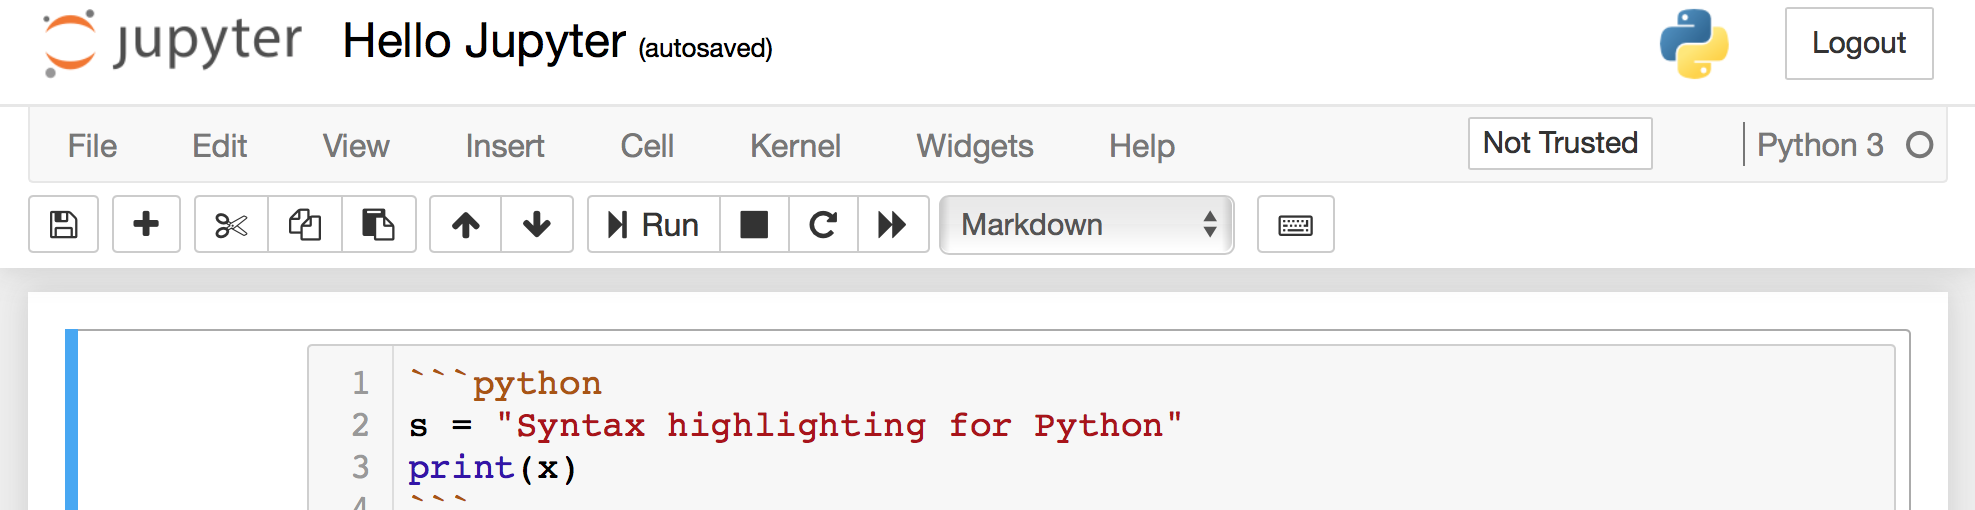 jupyter Hello Jupyter (autosaved) Logout
File Edit View Insert Cell Kernel Widgets Help Not Trusted Python 3
Run Markdown
1 ```python
2 s = "Syntax highlighting for Python"
3 print(x)
4 ```